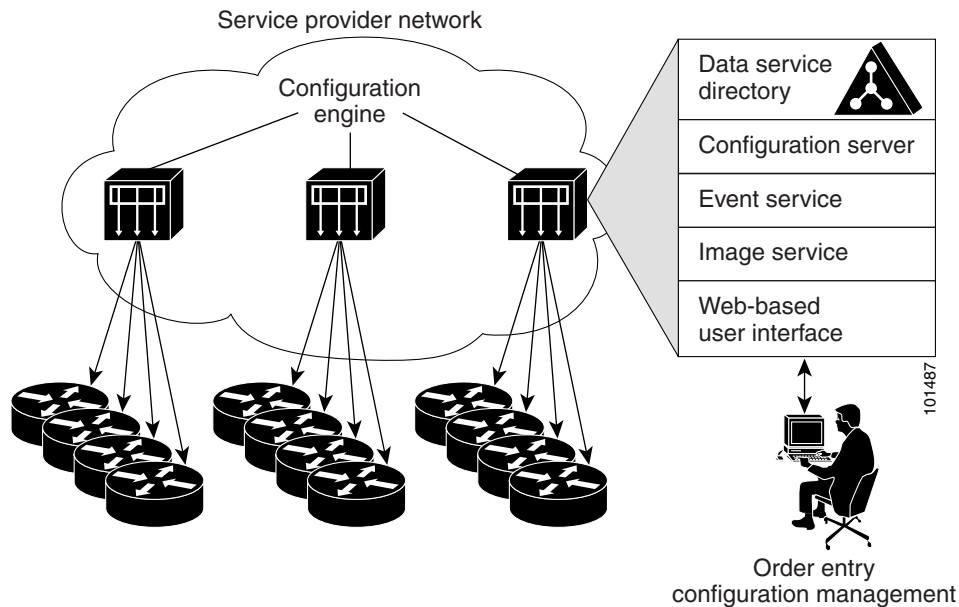 Service provider network
Configuration
engine
Data service
directory
Configuration server
Event service
Image service
Web-based
user interface
101487
Order entry
configuration management